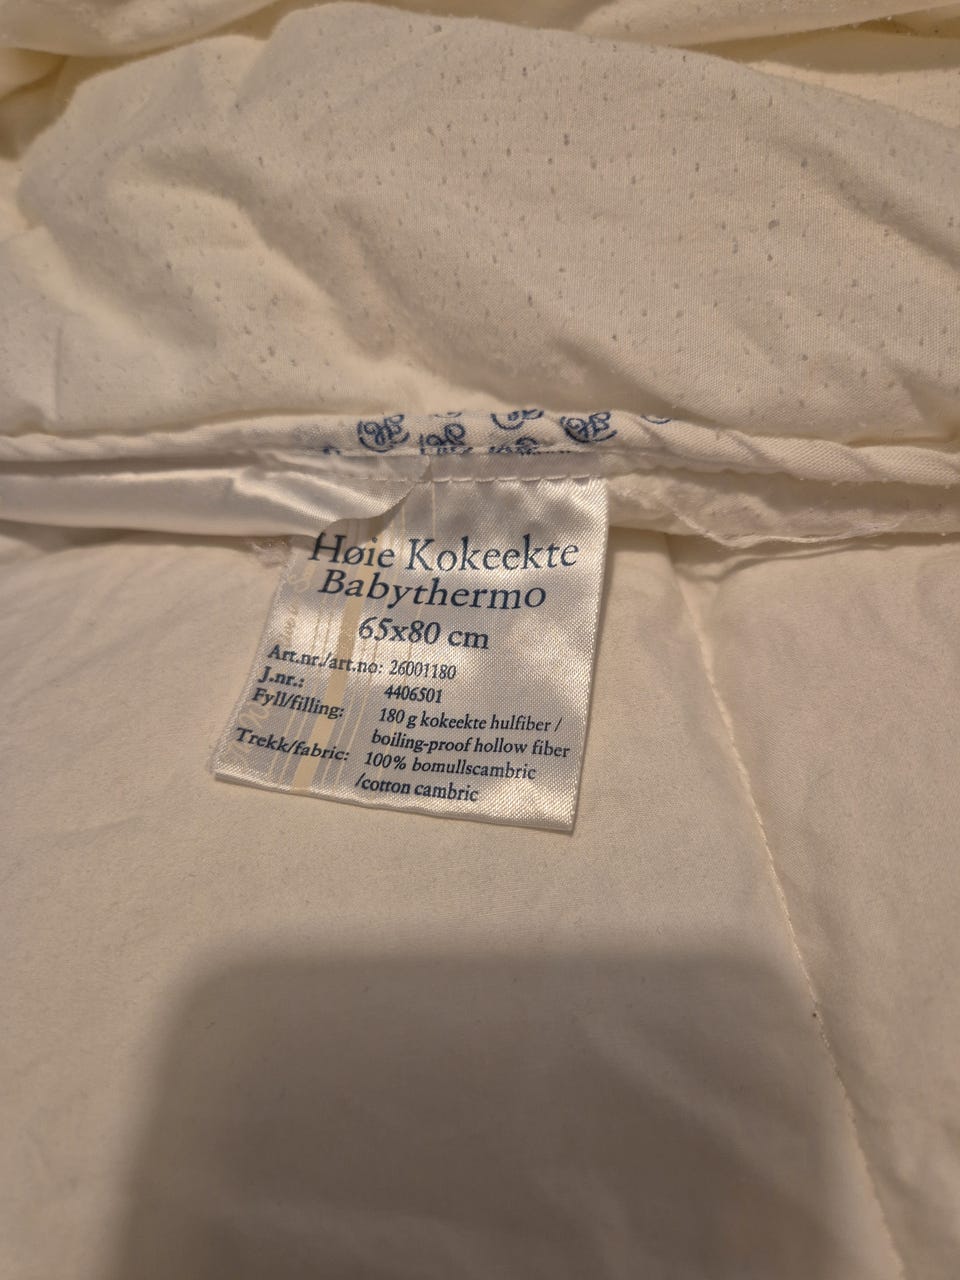 Høie Kokeekte
Babythermo
65x80 cm
Art.nr./art.no: 26001180
J.nr.: 4406501
Fyll/filling: 180 g kokeekte hulfiber /
boiling-proof hollow fiber
Trekk/fabric: 100% bomullscambric
/cotton cambric